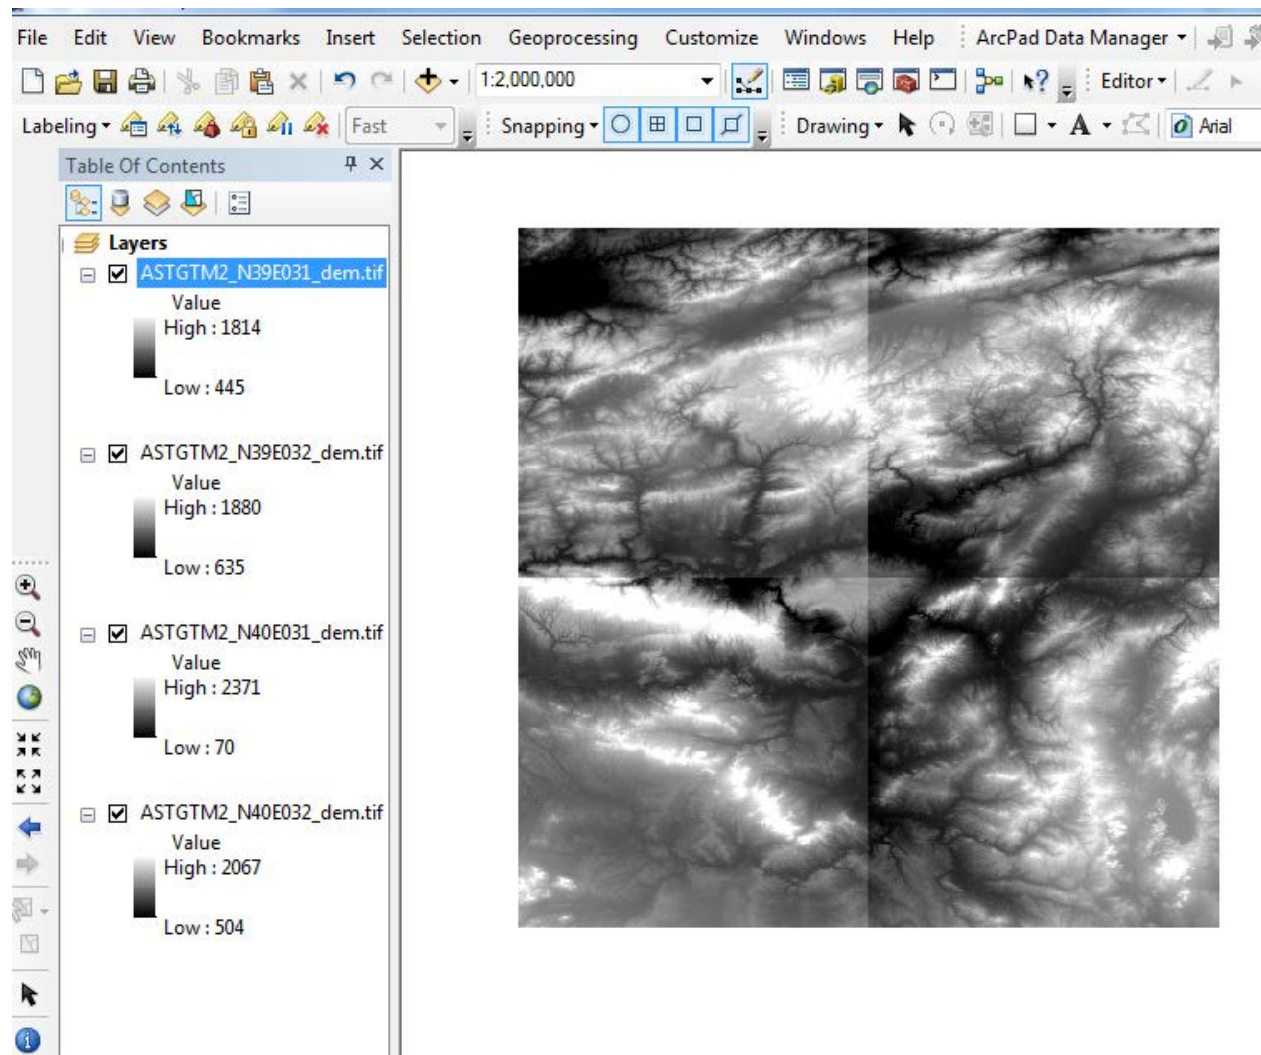 File Edit View Bookmarks Insert Selection Geoprocessing Customize Windows Help ArcPad Data Manager
1:2,000,000 Editor
Labeling Fast Snapping Drawing A Arial
Table Of Contents
Layers
ASTGTM2_N39E031_dem.tif
Value
High : 1814
Low : 445
ASTGTM2_N39E032_dem.tif
Value
High : 1880
Low : 635
ASTGTM2_N40E031_dem.tif
Value
High : 2371
Low : 70
ASTGTM2_N40E032_dem.tif
Value
High : 2067
Low : 504